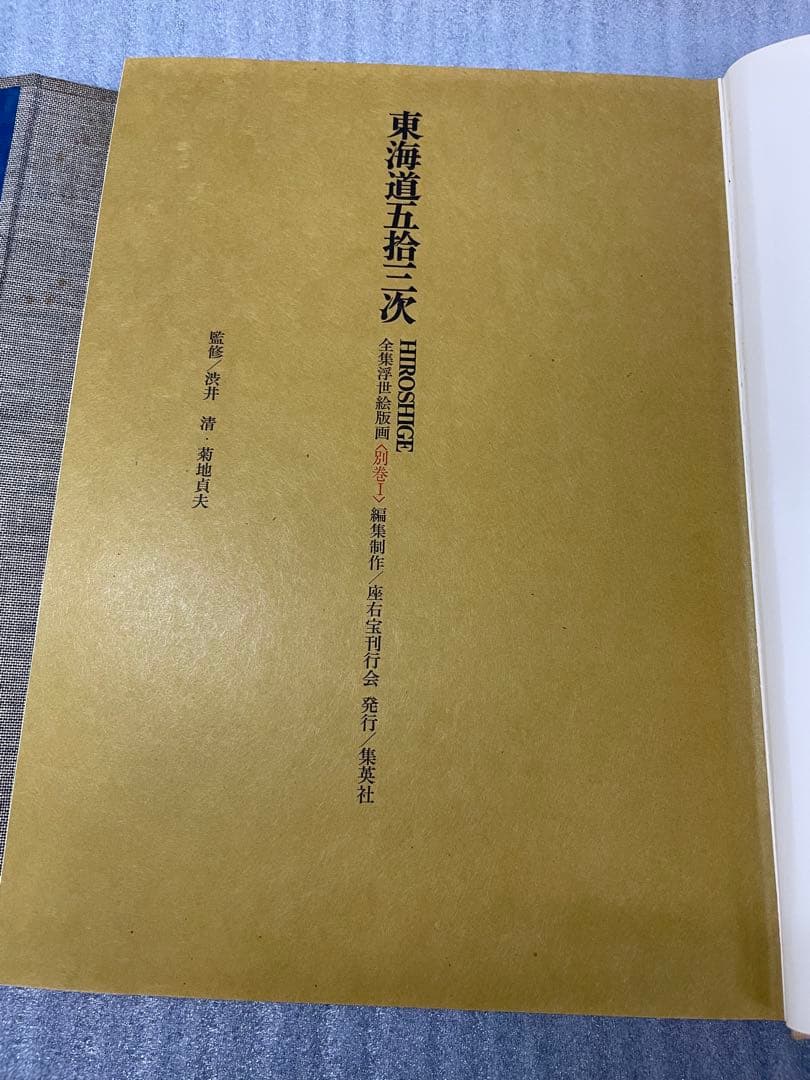 東海道五拾三次 HIROSHIGE
全集浮世絵版画〈別巻I〉編集制作/座右宝刊行会 発行/集英社
監修/渋井 清・菊地貞夫